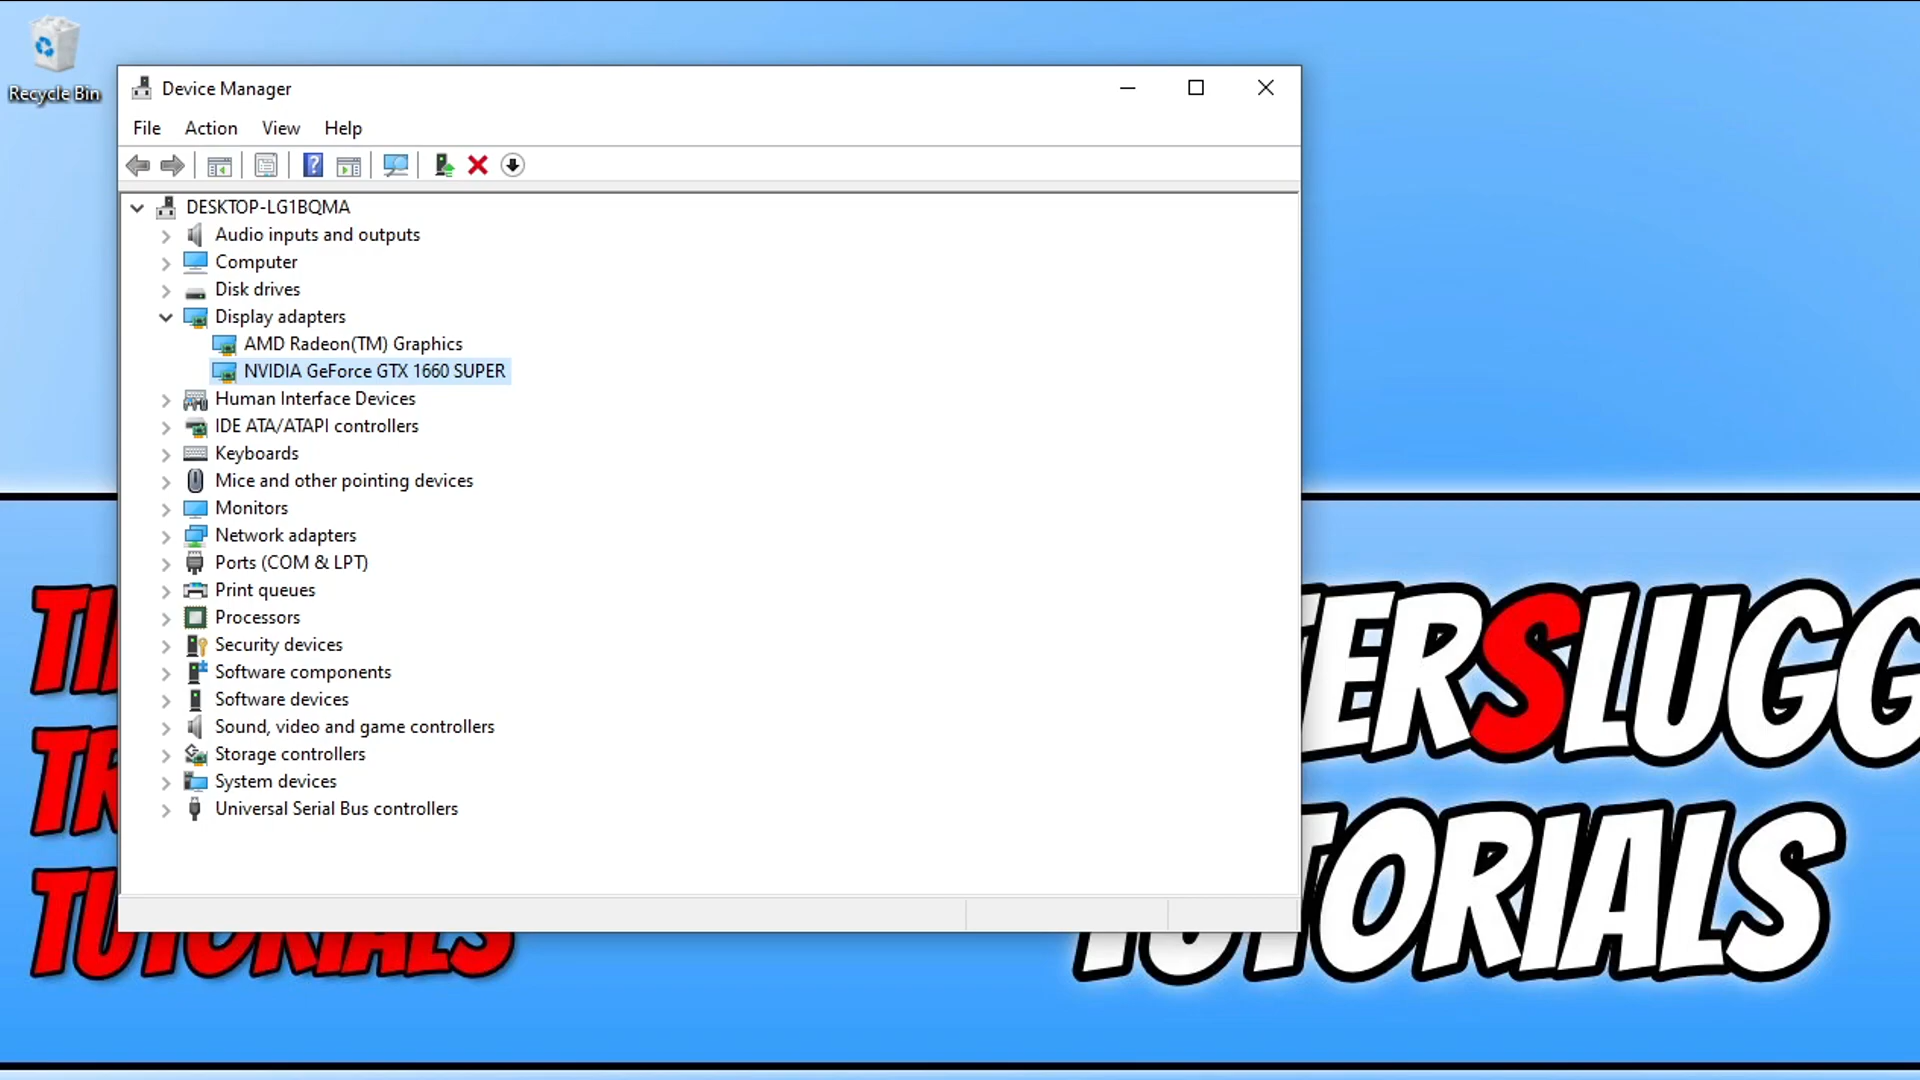 Recycle Bin
Device Manager
File Action View Help
DESKTOP-LG1BQMA
Audio inputs and outputs
Computer
Disk drives
Display adapters
AMD Radeon(TM) Graphics
NVIDIA GeForce GTX 1660 SUPER
Human Interface Devices
IDE ATA/ATAPI controllers
Keyboards
Mice and other pointing devices
Monitors
Network adapters
Ports (COM & LPT)
Print queues
Processors
Security devices
Software components
Software devices
Sound, video and game controllers
Storage controllers
System devices
Universal Serial Bus controllers
TUTORIALS
ERSLUGG
TUTORIALS